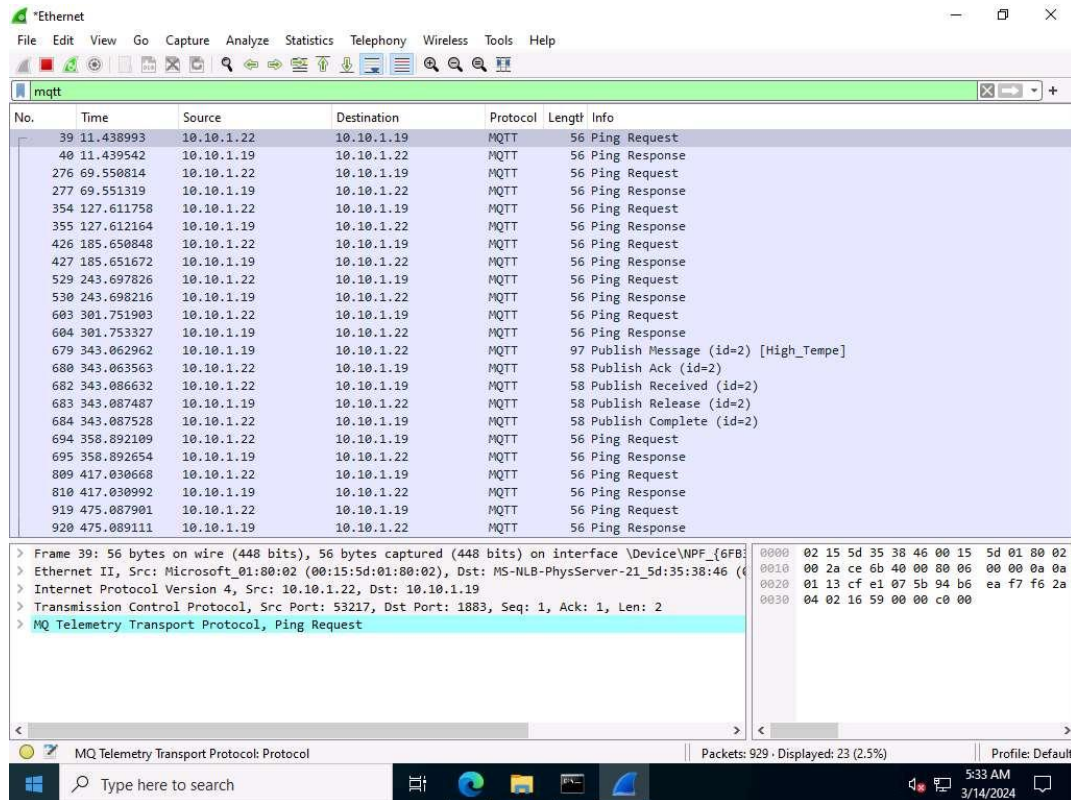 *Ethernet
File Edit View Go Capture Analyze Statistics Telephony Wireless Tools Help
mqtt
No. Time Source Destination Protocol Length Info
39 11.438993 10.10.1.22 10.10.1.19 MQTT 56 Ping Request
40 11.439542 10.10.1.19 10.10.1.22 MQTT 56 Ping Response
276 69.550814 10.10.1.22 10.10.1.19 MQTT 56 Ping Request
277 69.551319 10.10.1.19 10.10.1.22 MQTT 56 Ping Response
354 127.611758 10.10.1.22 10.10.1.19 MQTT 56 Ping Request
355 127.612164 10.10.1.19 10.10.1.22 MQTT 56 Ping Response
426 185.650848 10.10.1.22 10.10.1.19 MQTT 56 Ping Request
427 185.651672 10.10.1.19 10.10.1.22 MQTT 56 Ping Response
529 243.697826 10.10.1.22 10.10.1.19 MQTT 56 Ping Request
530 243.698216 10.10.1.19 10.10.1.22 MQTT 56 Ping Response
603 301.751903 10.10.1.22 10.10.1.19 MQTT 56 Ping Request
604 301.753327 10.10.1.19 10.10.1.22 MQTT 56 Ping Response
679 343.062962 10.10.1.19 10.10.1.22 MQTT 97 Publish Message (id=2) [High_Tempe]
680 343.063563 10.10.1.22 10.10.1.19 MQTT 58 Publish Ack (id=2)
682 343.086632 10.10.1.22 10.10.1.19 MQTT 58 Publish Received (id=2)
683 343.087487 10.10.1.19 10.10.1.22 MQTT 58 Publish Release (id=2)
684 343.087528 10.10.1.22 10.10.1.19 MQTT 58 Publish Complete (id=2)
694 358.892109 10.10.1.22 10.10.1.19 MQTT 56 Ping Request
695 358.892654 10.10.1.19 10.10.1.22 MQTT 56 Ping Response
809 417.030668 10.10.1.22 10.10.1.19 MQTT 56 Ping Request
810 417.030992 10.10.1.19 10.10.1.22 MQTT 56 Ping Response
919 475.087901 10.10.1.22 10.10.1.19 MQTT 56 Ping Request
920 475.089111 10.10.1.19 10.10.1.22 MQTT 56 Ping Response
Frame 39: 56 bytes on wire (448 bits), 56 bytes captured (448 bits) on interface \Device\NPF_{6FB
Ethernet II, Src: Microsoft_01:80:02 (00:15:5d:01:80:02), Dst: MS-NLB-PhysServer-21_5d:35:38:46 (
Internet Protocol Version 4, Src: 10.10.1.22, Dst: 10.10.1.19
Transmission Control Protocol, Src Port: 53217, Dst Port: 1883, Seq: 1, Ack: 1, Len: 2
MQ Telemetry Transport Protocol, Ping Request
0000 02 15 5d 35 38 46 00 15 5d 01 80 02
0010 00 2a ce 6b 40 00 80 06 00 00 0a 0a
0020 01 13 cf e1 07 5b 94 b6 ea f7 f6 2a
0030 04 02 16 59 00 00 c0 00
MQ Telemetry Transport Protocol: Protocol
Packets: 929 · Displayed: 23 (2.5%)
Profile: Default
Type here to search
5:33 AM
3/14/2024